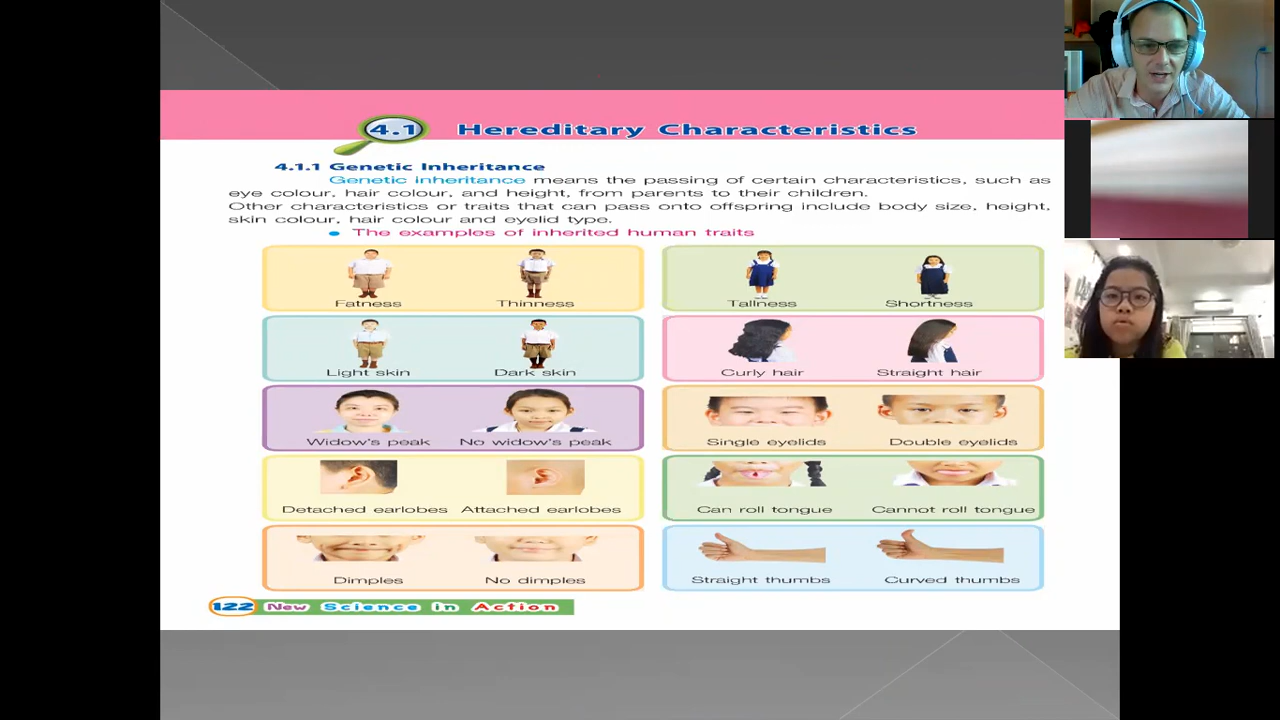 4.1 Hereditary Characteristics
4.1.1 Genetic Inheritance
Genetic inheritance means the passing of certain characteristics, such as
eye colour, hair colour, and height, from parents to their children.
Other characteristics or traits that can pass onto offspring include body size, height,
skin colour, hair colour and eyelid type.
• The examples of inherited human traits
Fatness Thinness
Tallness Shortness
Light skin Dark skin
Curly hair Straight hair
Widow's peak No widow's peak
Single eyelids Double eyelids
Detached earlobes Attached earlobes
Can roll tongue Cannot roll tongue
Dimples No dimples
Straight thumbs Curved thumbs
122 New Science in Action